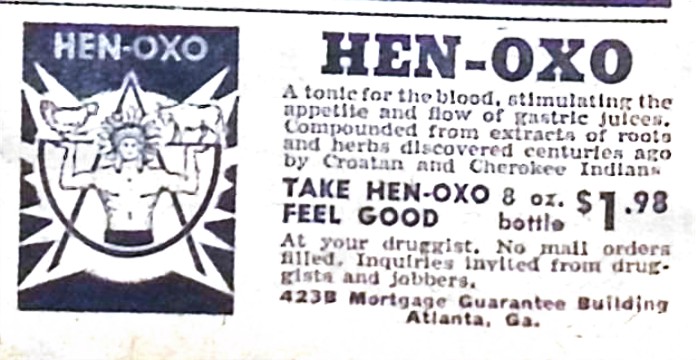 HEN-OXO
HEN-OXO
A tonic for the blood, stimulating the
appetite and flow of gastric juices.
Compounded from extracts of roots
and herbs discovered centuries ago
by Croatan and Cherokee Indians
TAKE HEN-OXO 8 oz. $1.98
FEEL GOOD bottle
At your druggist. No mail orders
filled. Inquiries invited from drug-
gists and jobbers.
423B Mortgage Guarantee Building
Atlanta, Ga.